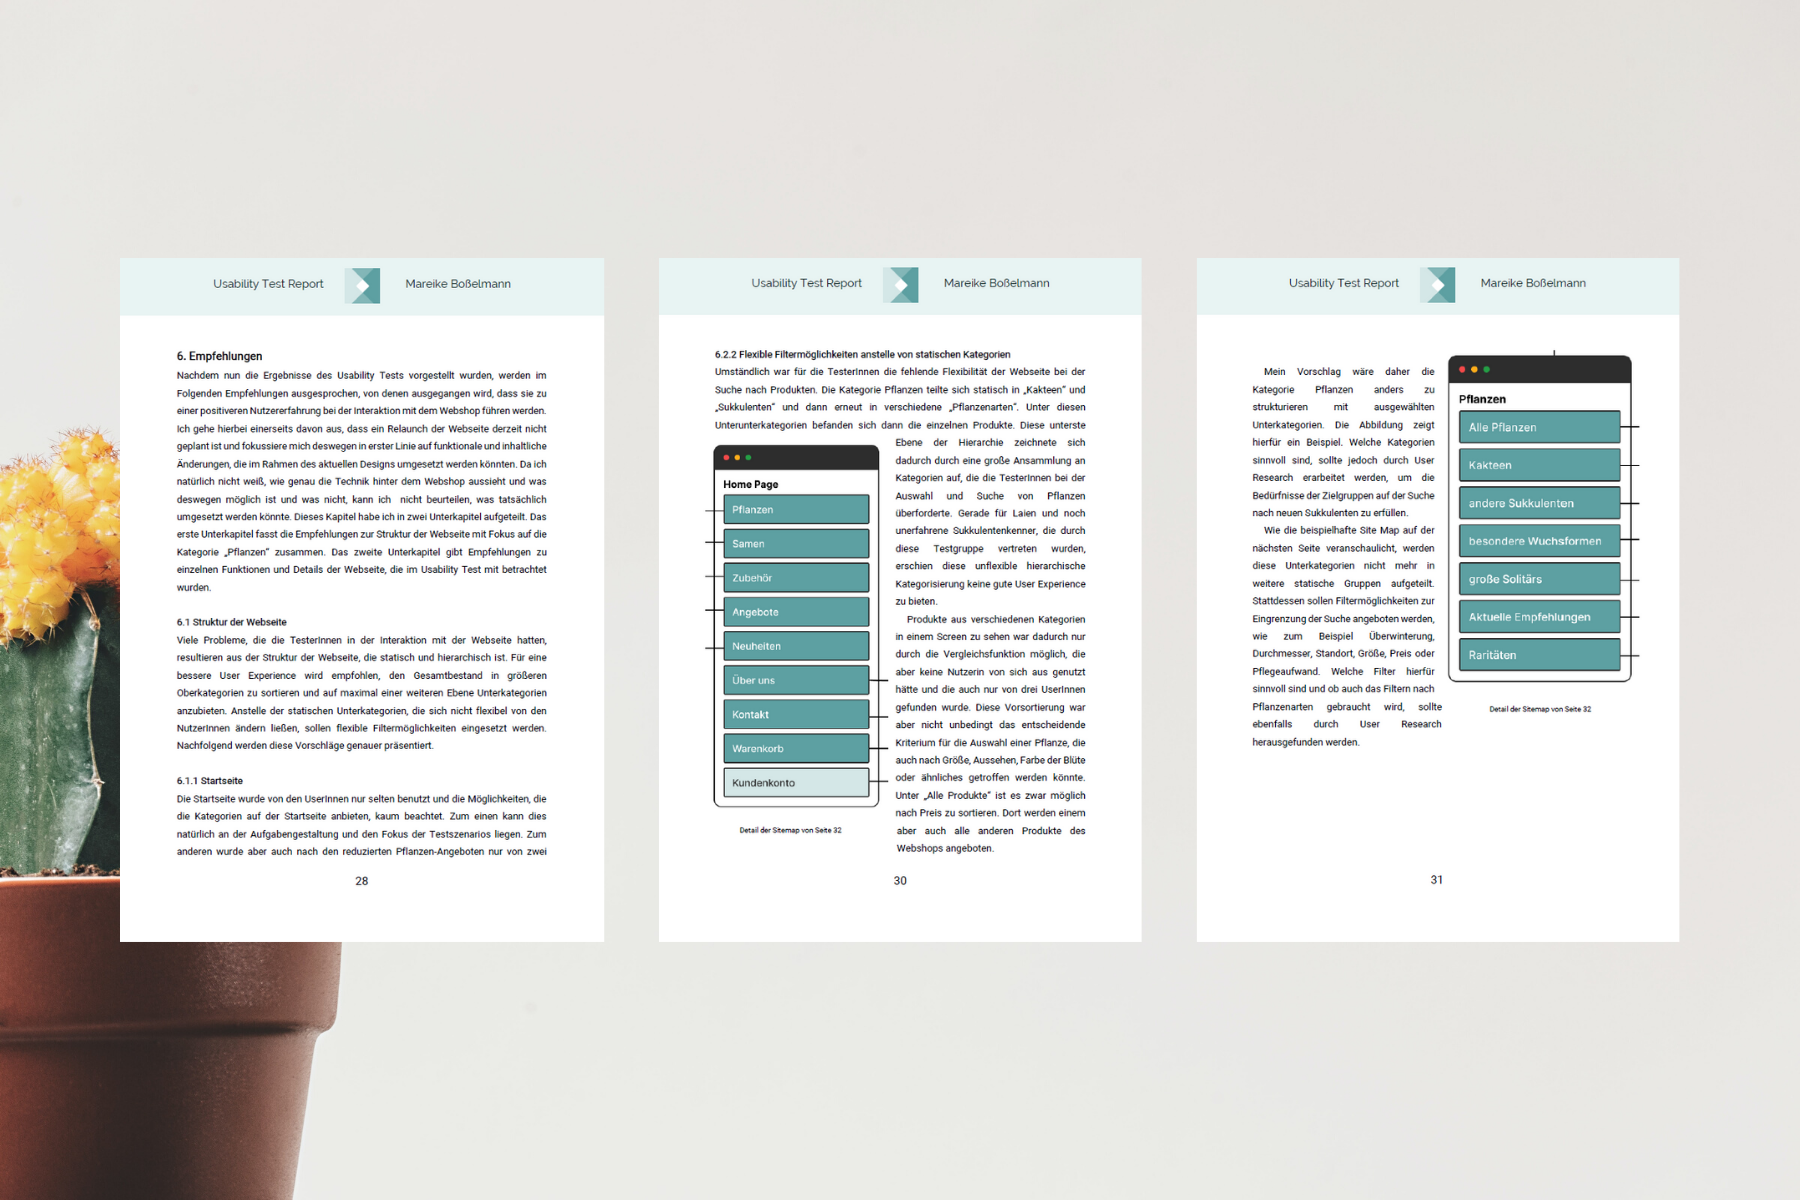 Usability Test Report
Mareike Boßelmann
6. Empfehlungen
Nachdem nun die Ergebnisse des Usability Tests vorgestellt wurden, werden im
Folgenden Empfehlungen ausgesprochen, von denen ausgegangen wird, dass sie zu
einer positiveren Nutzererfahrung bei der Interaktion mit dem Webshop führen werden.
Ich gehe hierbei einerseits davon aus, dass ein Relaunch der Webseite derzeit nicht
geplant ist und fokussiere mich deswegen in erster Linie auf funktionale und inhaltliche
Änderungen, die im Rahmen des aktuellen Designs umgesetzt werden könnten. Da ich
natürlich nicht weiß, wie genau die Technik hinter dem Webshop aussieht und was
deswegen möglich ist und was nicht, kann ich nicht beurteilen, was tatsächlich
umgesetzt werden könnte. Dieses Kapitel habe ich in zwei Unterkapitel aufgeteilt. Das
erste Unterkapitel fasst die Empfehlungen zur Struktur der Webseite mit Fokus auf die
Kategorie „Pflanzen“ zusammen. Das zweite Unterkapitel gibt Empfehlungen zu
einzelnen Funktionen und Details der Webseite, die im Usability Test mit betrachtet
wurden.
6.1 Struktur der Webseite
Viele Probleme, die die TesterInnen in der Interaktion mit der Webseite hatten,
resultieren aus der Struktur der Webseite, die statisch und hierarchisch ist. Für eine
bessere User Experience wird empfohlen, den Gesamtbestand in größeren
Oberkategorien zu sortieren und auf maximal einer weiteren Ebene Unterkategorien
anzubieten. Anstelle der statischen Unterkategorien, die sich nicht flexibel von den
NutzerInnen ändern ließen, sollen flexible Filtermöglichkeiten eingesetzt werden.
Nachfolgend werden diese Vorschläge genauer präsentiert.
6.1.1 Startseite
Die Startseite wurde von den UserInnen nur selten benutzt und die Möglichkeiten, die
die Kategorien auf der Startseite anbieten, kaum beachtet. Zum einen kann dies
natürlich an der Aufgabengestaltung und den Fokus der Testszenarios liegen. Zum
anderen wurde aber auch nach den reduzierten Pflanzen-Angeboten nur von zwei
28
Usability Test Report
Mareike Boßelmann
6.2.2 Flexible Filtermöglichkeiten anstelle von statischen Kategorien
Umständlich war für die TesterInnen die fehlende Flexibilität der Webseite bei der
Suche nach Produkten. Die Kategorie Pflanzen teilte sich statisch in „Kakteen“ und
„Sukkulenten“ und dann erneut in verschiedene „Pflanzenarten“. Unter diesen
Unterunterkategorien befanden sich dann die einzelnen Produkte. Diese unterste
Ebene der Hierarchie zeichnete sich
dadurch durch eine große Ansammlung an
Kategorien auf, die die TesterInnen bei der
Auswahl und Suche von Pflanzen
überforderte. Gerade für Laien und noch
unerfahrene Sukkulentenkenner, die durch
diese Testgruppe vertreten wurden,
erschien diese unflexible hierarchische
Kategorisierung keine gute User Experience
zu bieten.
Produkte aus verschiedenen Kategorien
in einem Screen zu sehen war dadurch nur
durch die Vergleichsfunktion möglich, die
aber keine Nutzerin von sich aus genutzt
hätte und die auch nur von drei UserInnen
gefunden wurde. Diese Vorsortierung war
aber nicht unbedingt das entscheidende
Kriterium für die Auswahl einer Pflanze, die
auch nach Größe, Aussehen, Farbe der Blüte
oder ähnliches getroffen werden könnte.
Unter „Alle Produkte“ ist es zwar möglich
nach Preis zu sortieren. Dort werden einem
aber auch alle anderen Produkte des
Webshops angeboten.
Home Page
Pflanzen
Samen
Zubehör
Angebote
Neuheiten
Über uns
Kontakt
Warenkorb
Kundenkonto
Detail der Sitemap von Seite 32
30
Usability Test Report
Mareike Boßelmann
Mein Vorschlag wäre daher die
Kategorie Pflanzen anders zu
strukturieren mit ausgewählten
Unterkategorien. Die Abbildung zeigt
hierfür ein Beispiel. Welche Kategorien
sinnvoll sind, sollte jedoch durch User
Research erarbeitet werden, um die
Bedürfnisse der Zielgruppen auf der Suche
nach neuen Sukkulenten zu erfüllen.
Wie die beispielhafte Site Map auf der
nächsten Seite veranschaulicht, werden
diese Unterkategorien nicht mehr in
weitere statische Gruppen aufgeteilt.
Stattdessen sollen Filtermöglichkeiten zur
Eingrenzung der Suche angeboten werden,
wie zum Beispiel Überwinterung,
Durchmesser, Standort, Größe, Preis oder
Pflegeaufwand. Welche Filter hierfür
sinnvoll sind und ob auch das Filtern nach
Pflanzenarten gebraucht wird, sollte
ebenfalls durch User Research
herausgefunden werden.
Pflanzen
Alle Pflanzen
Kakteen
andere Sukkulenten
besondere Wuchsformen
große Solitärs
Aktuelle Empfehlungen
Raritäten
Detail der Sitemap von Seite 32
31